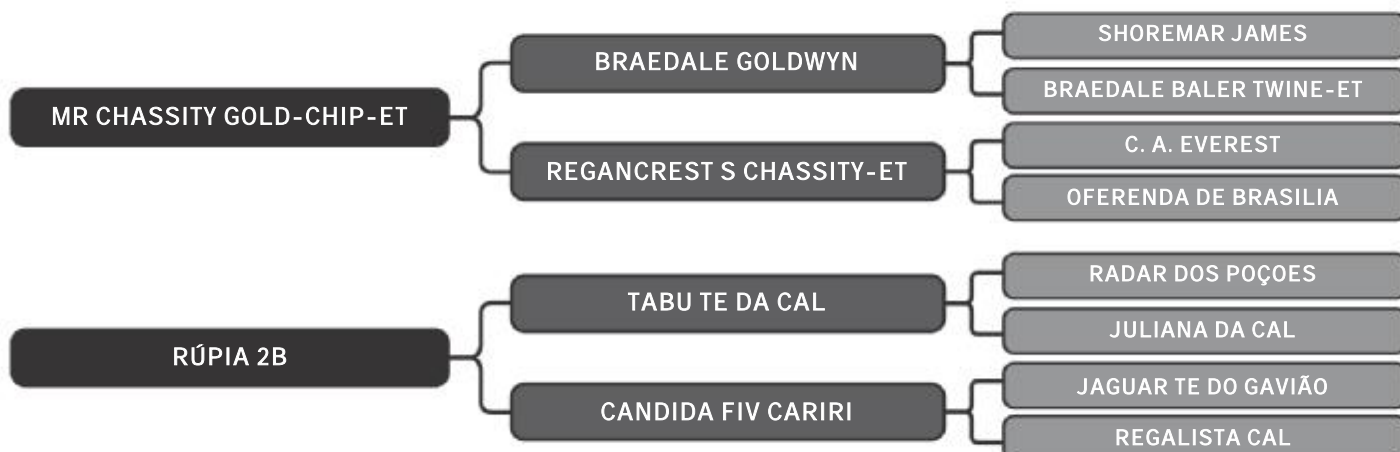 SHOREMAR JAMES
BRAEDALE GOLDWYN
BRAEDALE BALER TWINE-ET
MR CHASSITY GOLD-CHIP-ET
C. A. EVEREST
REGANCREST S CHASSITY-ET
OFERENDA DE BRASILIA
RADAR DOS POÇOES
TABU TE DA CAL
JULIANA DA CAL
RÚPIA 2B
JAGUAR TE DO GAVIÃO
CANDIDA FIV CARIRI
REGALISTA CAL